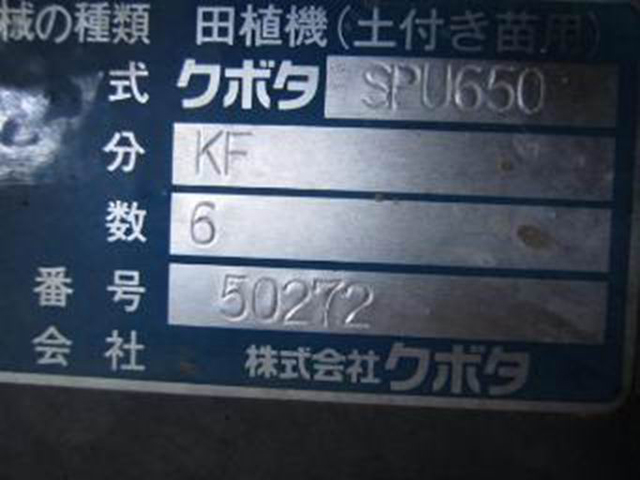 械の種類 田植機(土付き苗用)
式 クボタ SPU650
分 KF
数 6
番号 50272
会社 株式会社クボタ